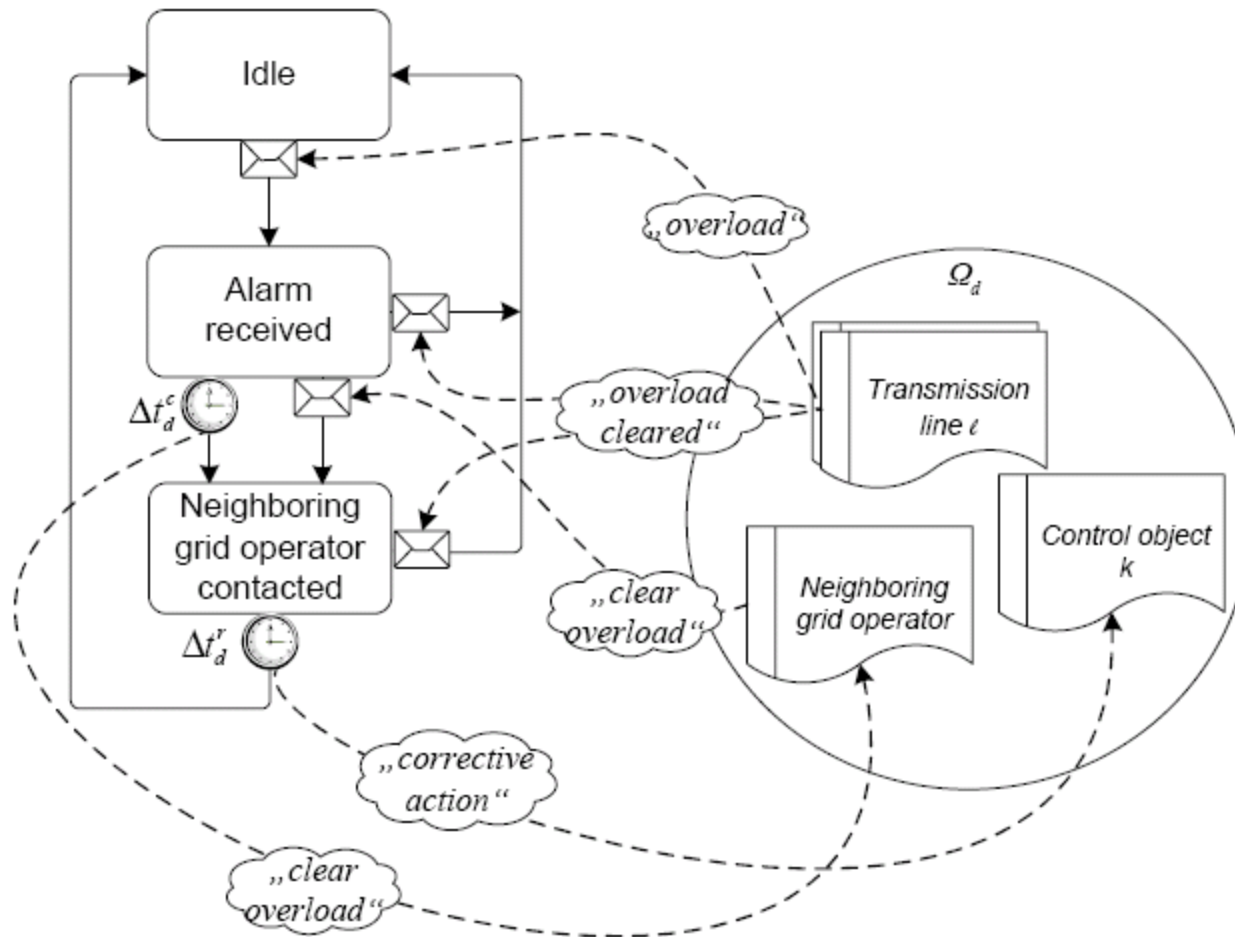 Idle
„overload“
Ω_d
Alarm
received
Transmission
line ℓ
„overload
cleared“
Δt_d^c
Neighboring
grid operator
contacted
Control object
k
Neighboring
grid operator
„clear
overload“
Δt_d^r
„corrective
action“
„clear
overload“